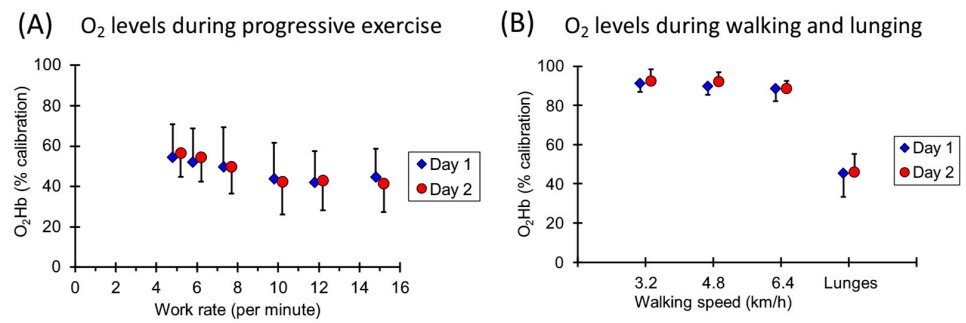 (A) O₂ levels during progressive exercise
O₂Hb (% calibration)
100
80
60
40
20
0
0 2 4 6 8 10 12 14 16
Work rate (per minute)
Day 1
Day 2
(B) O₂ levels during walking and lunging
O₂Hb (% calibration)
100
80
60
40
20
0
3.2 4.8 6.4 Lunges
Walking speed (km/h)
Day 1
Day 2